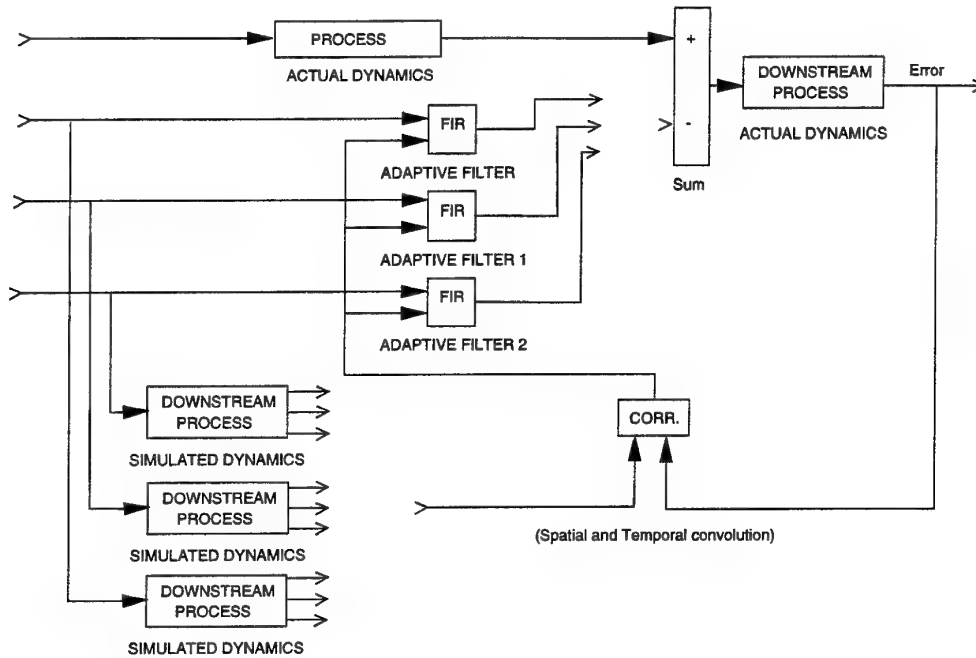 PROCESS
ACTUAL DYNAMICS
+
-
Sum
DOWNSTREAM
PROCESS
ACTUAL DYNAMICS
Error
FIR
ADAPTIVE FILTER
FIR
ADAPTIVE FILTER 1
FIR
ADAPTIVE FILTER 2
DOWNSTREAM
PROCESS
SIMULATED DYNAMICS
CORR.
(Spatial and Temporal convolution)
DOWNSTREAM
PROCESS
SIMULATED DYNAMICS
DOWNSTREAM
PROCESS
SIMULATED DYNAMICS